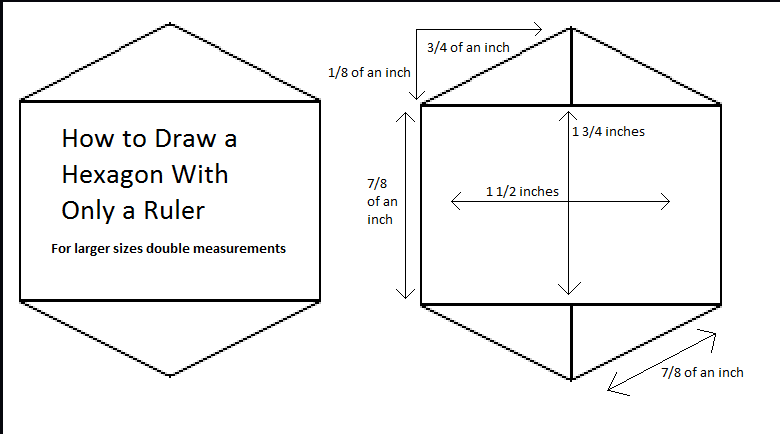 How to Draw a
Hexagon With
Only a Ruler
For larger sizes double measurements
3/4 of an inch
1/8 of an inch
1 3/4 inches
7/8
of an
inch
1 1/2 inches
7/8 of an inch